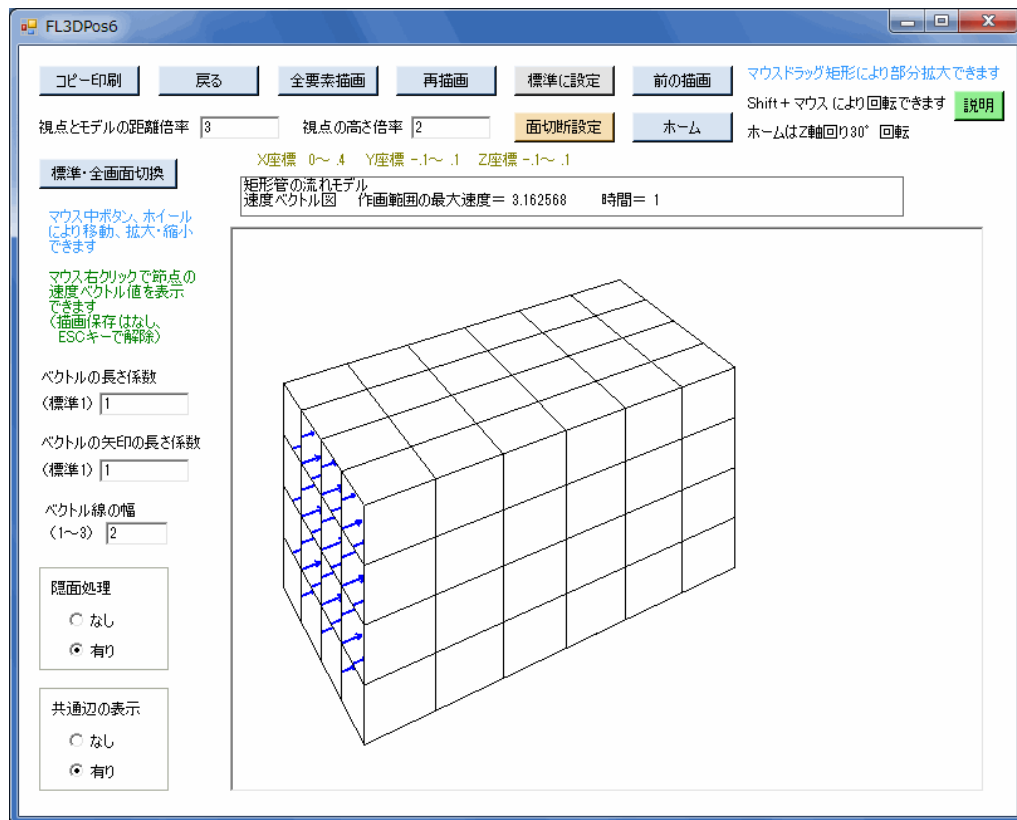 FL3DPos6
コピー印刷
戻る
全要素描画
再描画
標準に設定
前の描画
マウスドラッグ矩形により部分拡大できます
Shift+マウスにより回転できます
説明
視点とモデルの距離倍率 3
視点の高さ倍率 2
面切断設定
ホーム
ホームはZ軸回り30° 回転
標準・全画面切換
X座標 0～ .4 Y座標 -.1～ .1 Z座標 -.1～ .1
矩形管の流れモデル
速度ベクトル図 作画範囲の最大速度＝ 3.162568 時間＝ 1
マウス中ボタン、ホイール
により移動、拡大・縮小
できます
マウス右クリックで節点の
速度ベクトル値を表示
できます
(描画保存はなし、
ESCキーで解除)
ベクトルの長さ係数
(標準1) 1
ベクトルの矢印の長さ係数
(標準1) 1
ベクトル線の幅
(1～3) 2
隠面処理
なし
有り
共通辺の表示
なし
有り